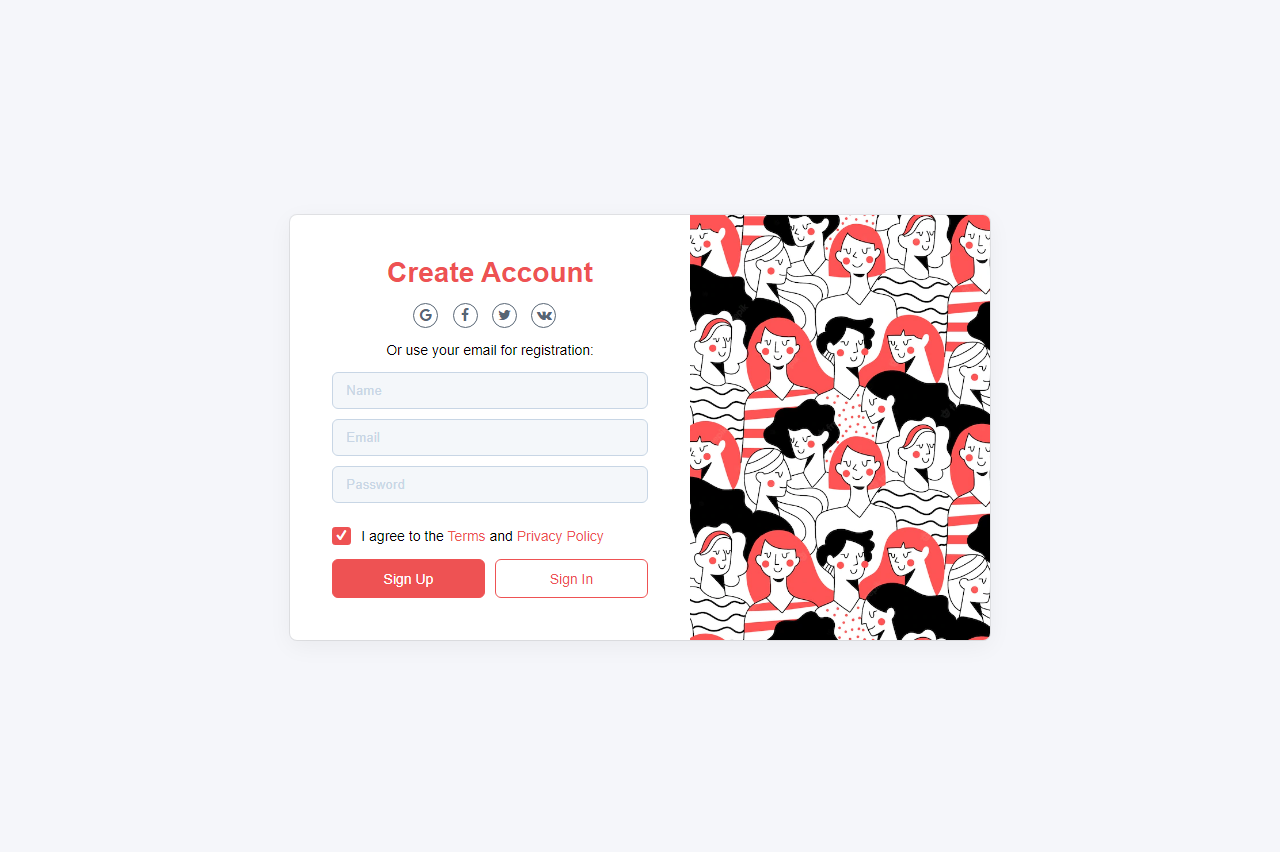 Create Account
Or use your email for registration:
Name
Email
Password
I agree to the Terms and Privacy Policy
Sign Up
Sign In